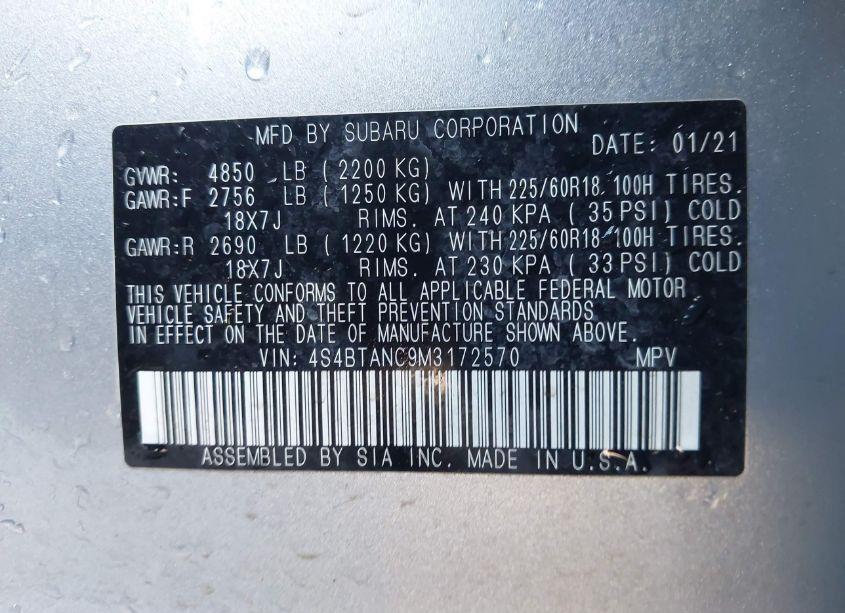 MFD BY SUBARU CORPORATION
DATE: 01/21
GVWR: 4850 LB ( 2200 KG)
GAWR:F 2756 LB ( 1250 KG) WITH 225/60R18 100H TIRES.
18X7J RIMS. AT 240 KPA ( 35 PSI) COLD
GAWR:R 2690 LB ( 1220 KG) WITH 225/60R18 100H TIRES.
18X7J RIMS. AT 230 KPA ( 33 PSI) COLD
THIS VEHICLE CONFORMS TO ALL APPLICABLE FEDERAL MOTOR
VEHICLE SAFETY AND THEFT PREVENTION STANDARDS
IN EFFECT ON THE DATE OF MANUFACTURE SHOWN ABOVE.
VIN: 4S4BTANC9M3172570 MPV
ASSEMBLED BY SIA INC. MADE IN U.S.A.